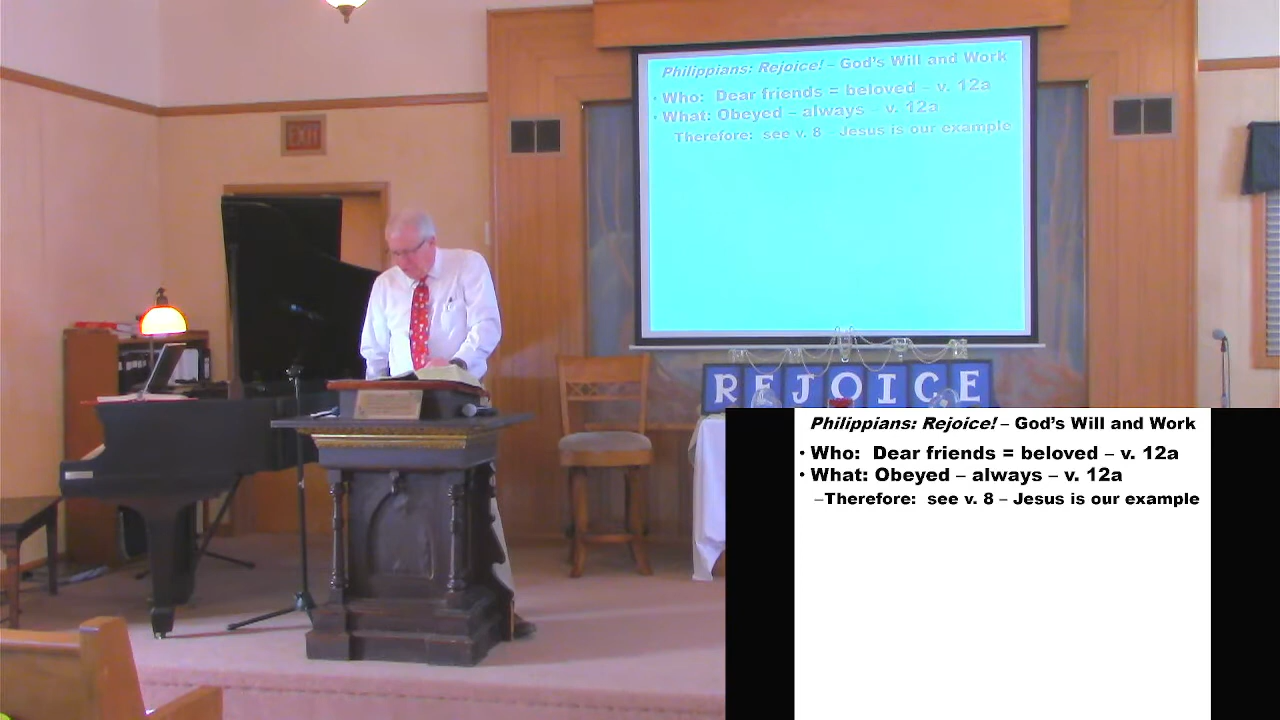 Philippians: Rejoice! – God's Will and Work
• Who: Dear friends = beloved – v. 12a
• What: Obeyed – always – v. 12a
Therefore: see v. 8 – Jesus is our example
EXIT
REJOICE
Philippians: Rejoice! – God's Will and Work
• Who: Dear friends = beloved – v. 12a
• What: Obeyed – always – v. 12a
–Therefore: see v. 8 – Jesus is our example